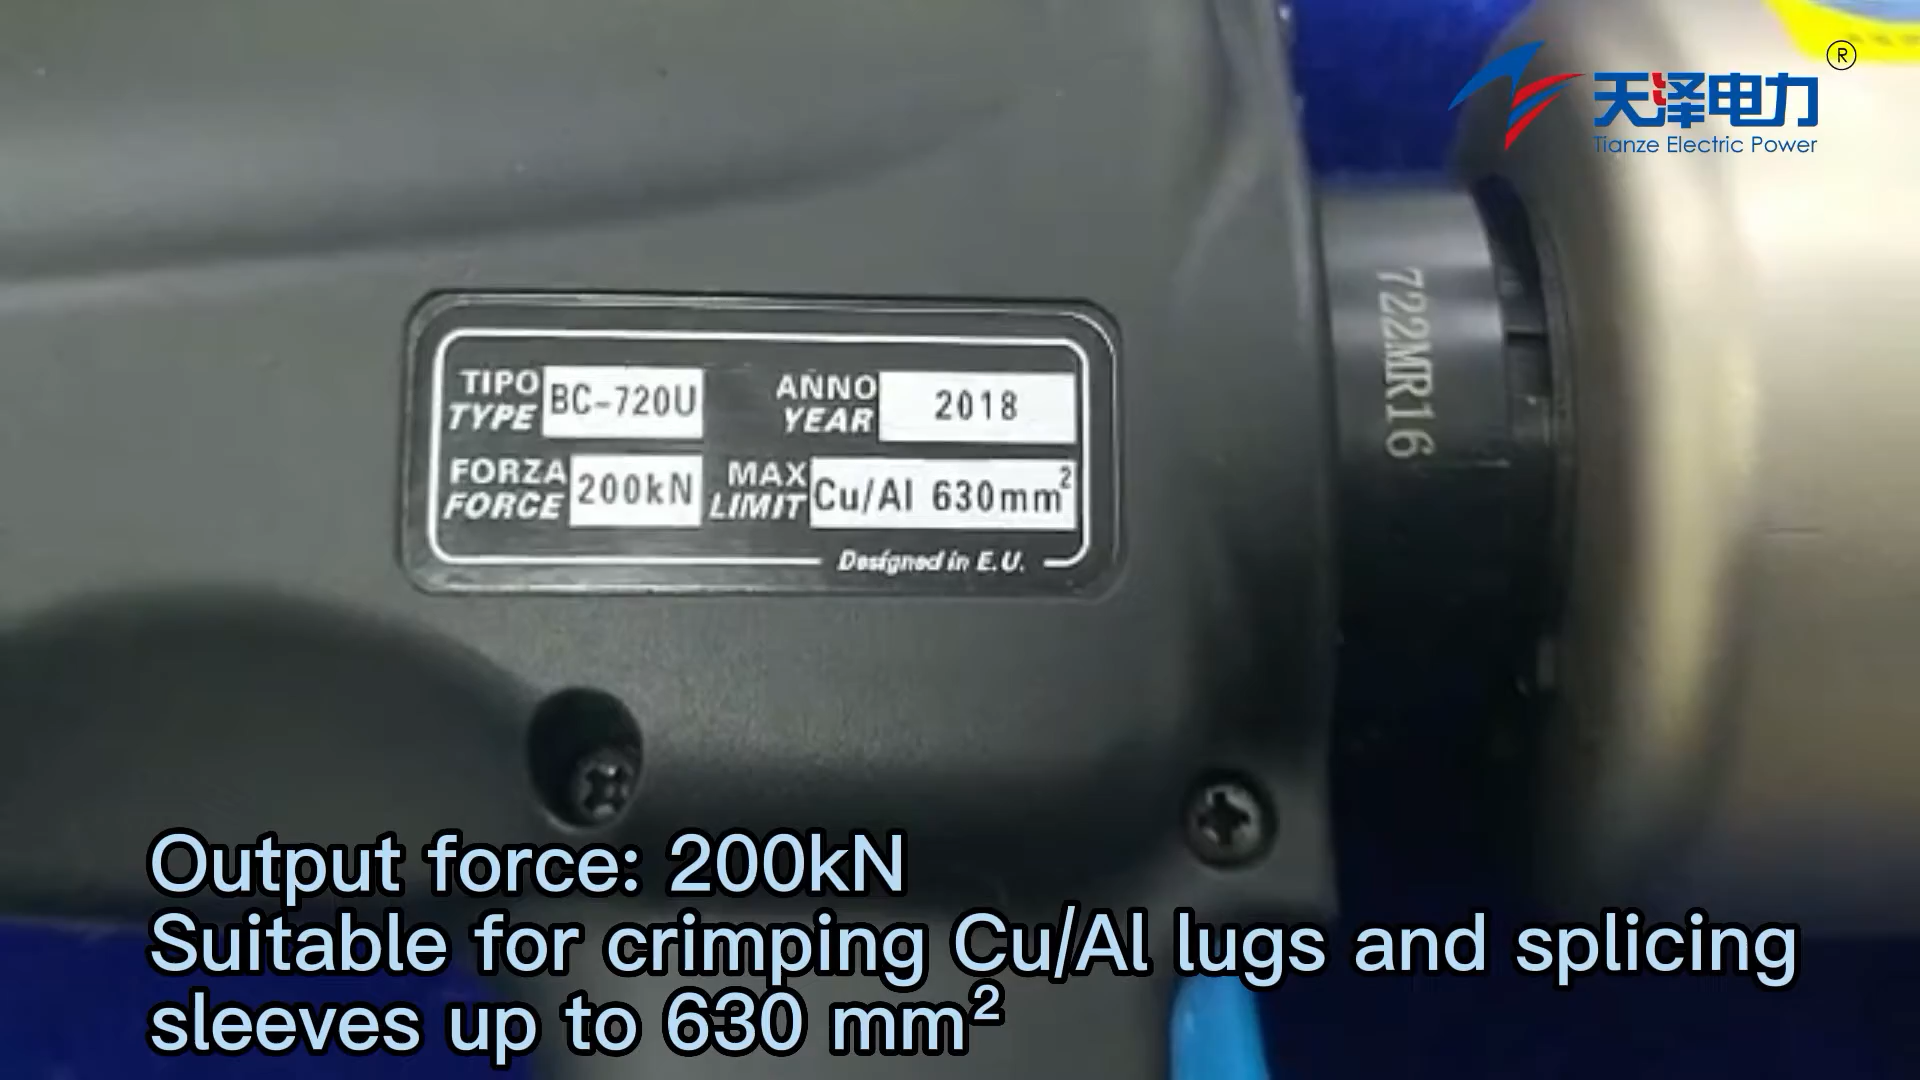 天泽电力 ®
Tianze Electric Power
TIPO BC-720U ANNO 2018
TYPE YEAR
FORZA 200kN MAX Cu/Al 630mm²
FORCE LIMIT
Designed in E.U.
722MR16
Output force: 200kN
Suitable for crimping Cu/Al lugs and splicing
sleeves up to 630 mm²